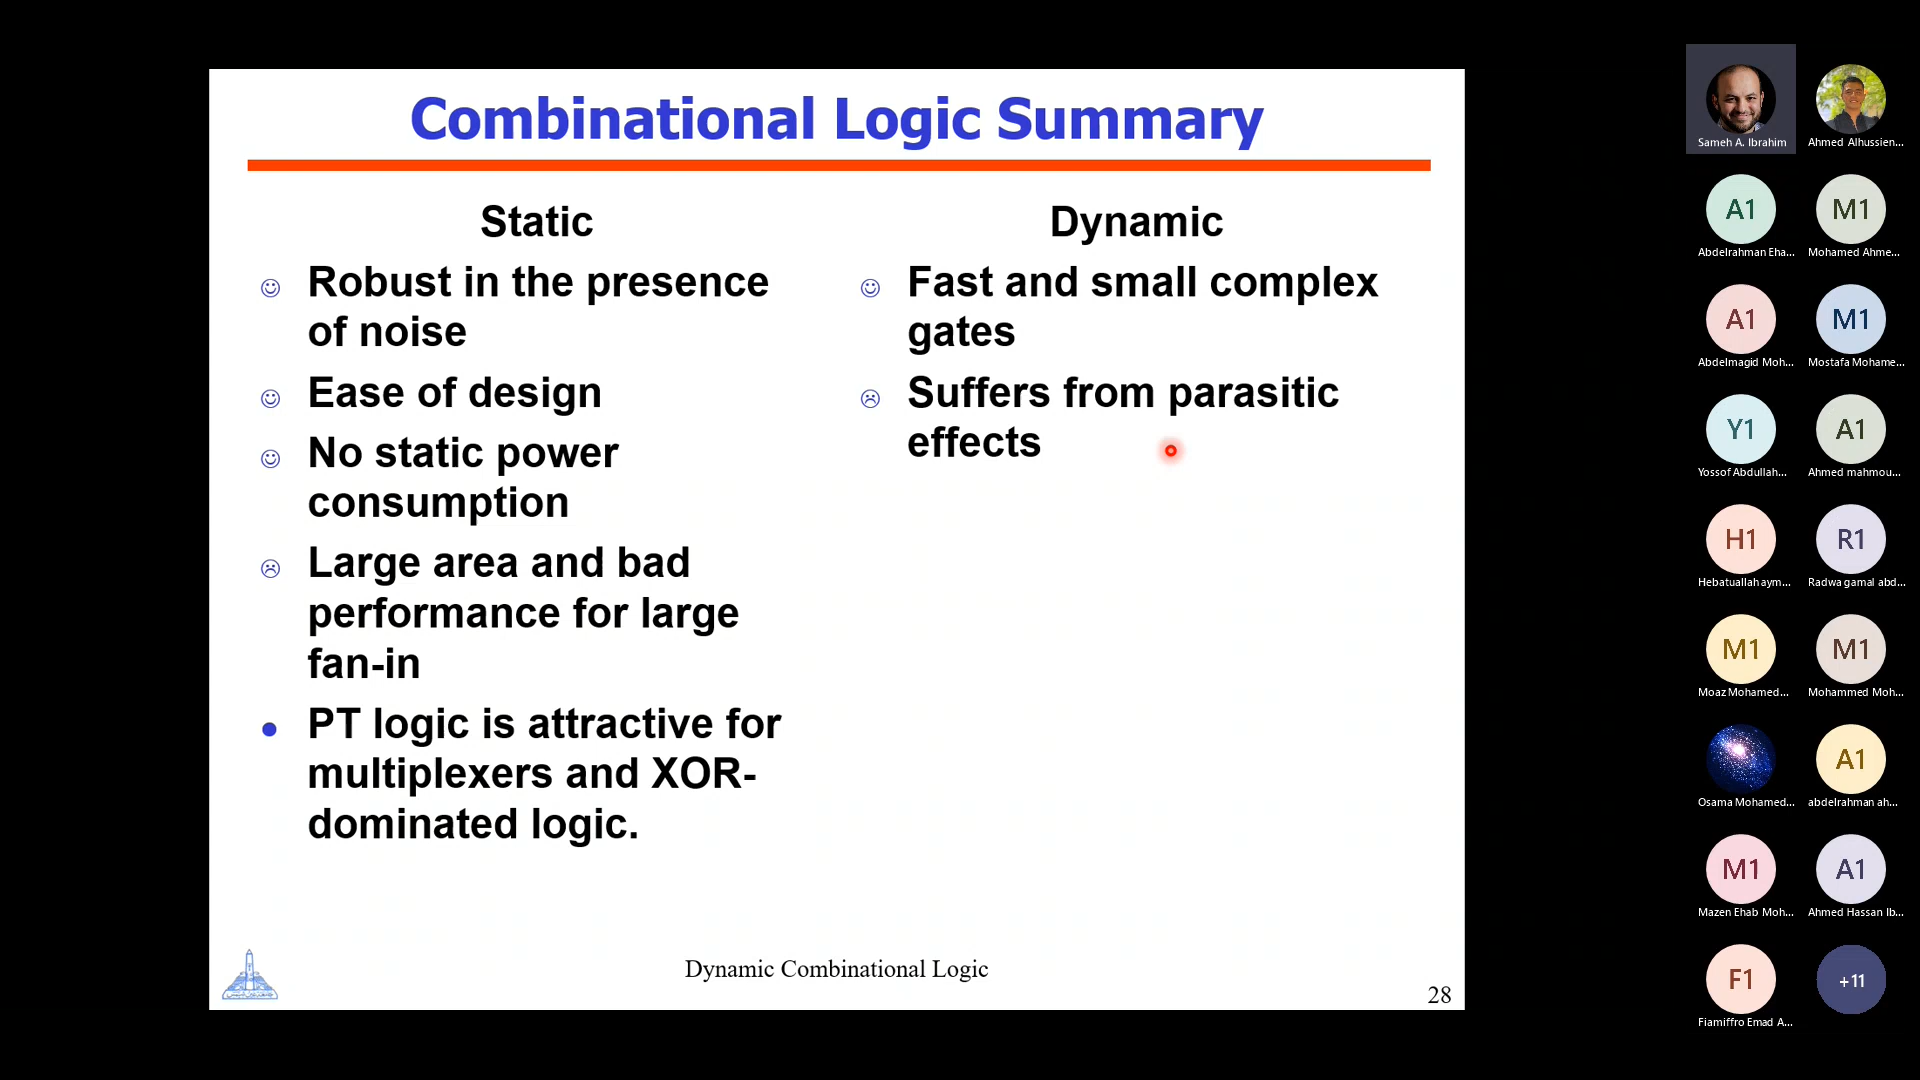 Combinational Logic Summary
Static
Robust in the presence
of noise
Ease of design
No static power
consumption
Large area and bad
performance for large
fan-in
PT logic is attractive for
multiplexers and XOR-
dominated logic.
Dynamic
Fast and small complex
gates
Suffers from parasitic
effects
Dynamic Combinational Logic
28
Sameh A. Ibrahim
Ahmed Alhussien...
A1
Abdelrahman Eha...
M1
Mohamed Ahme...
A1
Abdelmagid Moh...
M1
Mostafa Mohame...
Y1
Yossof Abdullah...
A1
Ahmed mahmou...
H1
Hebatuallah aym...
R1
Radwa gamal abd...
M1
Moaz Mohamed...
M1
Mohammed Moh...
Osama Mohamed...
A1
abdelrahman ah...
M1
Mazen Ehab Moh...
A1
Ahmed Hassan Ib...
F1
Fiamiffro Emad A...
+11